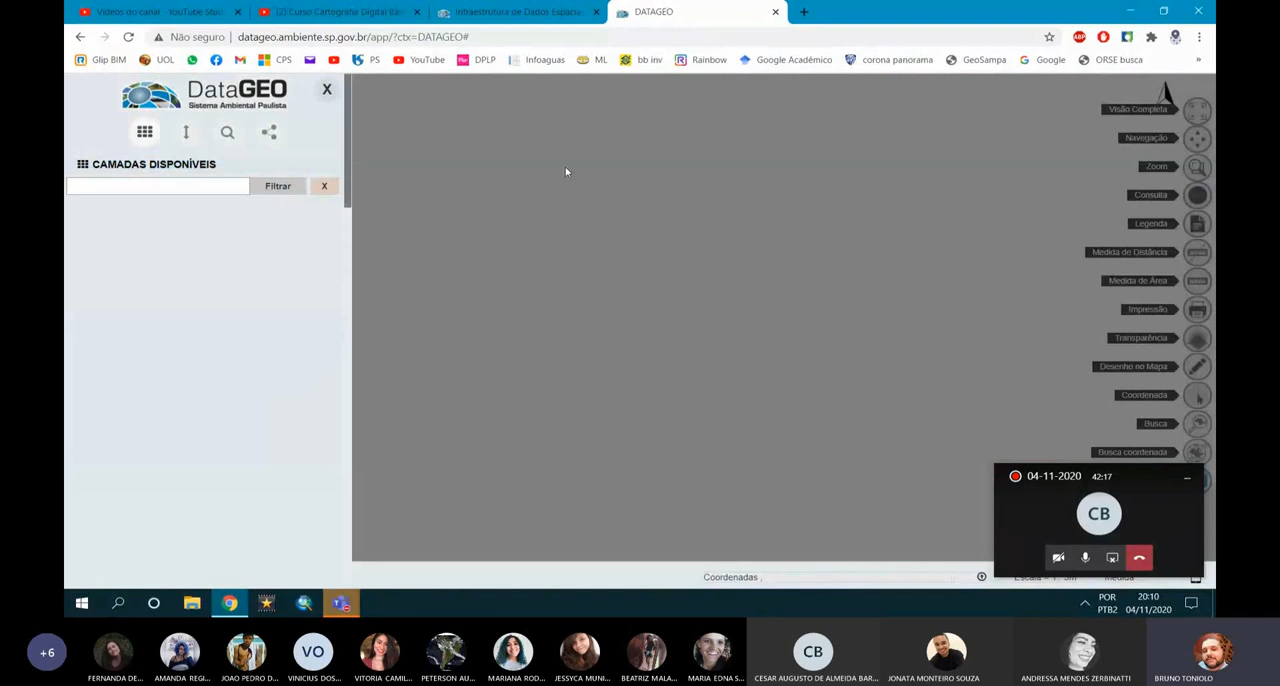 Vídeos do canal - YouTube Stud
(2) Curso Cartografia Digital Bás
Infraestrutura de Dados Espacia
DATAGEO
Não seguro | datageo.ambiente.sp.gov.br/app/?ctx=DATAGEO#
Glip BIM UOL CPS PS YouTube DPLP Infoaguas ML bb inv Rainbow Google Acadêmico corona panorama GeoSampa Google ORSE busca »
DataGEO
Sistema Ambiental Paulista
X
CAMADAS DISPONÍVEIS
Filtrar X
Visão Completa
Navegação
Zoom
Consulta
Legenda
Medida de Distância
Medida de Área
Impressão
Transparência
Desenho no Mapa
Coordenada
Busca
Busca coordenada
04-11-2020 42:17
CB
Coordenadas ,
POR
PTB2
20:10
04/11/2020
+6
VO
CB
FERNANDA DE...
AMANDA REGI...
JOAO PEDRO D...
VINICIUS DOS...
VITORIA CAMIL...
PETERSON AU...
MARIANA ROD...
JESSYCA MUNI...
BEATRIZ MALA...
MARIA EDNA S...
CESAR AUGUSTO DE ALMEIDA BAR...
JONATA MONTEIRO SOUZA
ANDRESSA MENDES ZERBINATTI
BRUNO TONIOLO